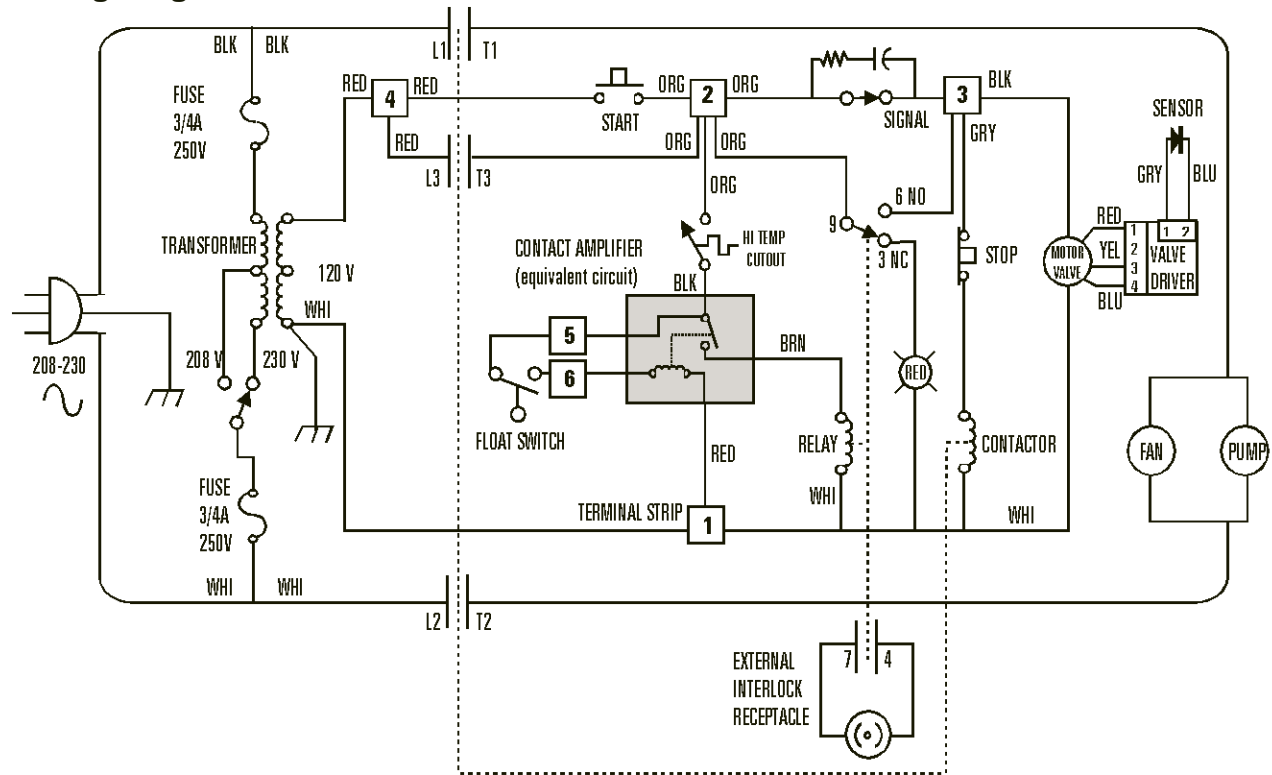 BLK BLK
L1 T1
FUSE
3/4A
250V
RED 4 RED
RED
START
ORG 2 ORG
ORG ORG
ORG
SIGNAL
3 BLK
GRY
SENSOR
GRY BLU
L3 T3
6 NO
9
3 NC
TRANSFORMER
120 V
WHI
CONTACT AMPLIFIER
(equivalent circuit)
HI TEMP
CUTOUT
BLK
STOP
MOTOR
VALVE
RED
YEL
BLU
1
2
3
4
1 2
VALVE
DRIVER
208-230
208 V 230 V
5
6
FLOAT SWITCH
BRN
RED
RED
RELAY
WHI
CONTACTOR
FAN
PUMP
FUSE
3/4A
250V
TERMINAL STRIP 1
WHI
WHI WHI
L2 T2
EXTERNAL
INTERLOCK
RECEPTACLE
7 4